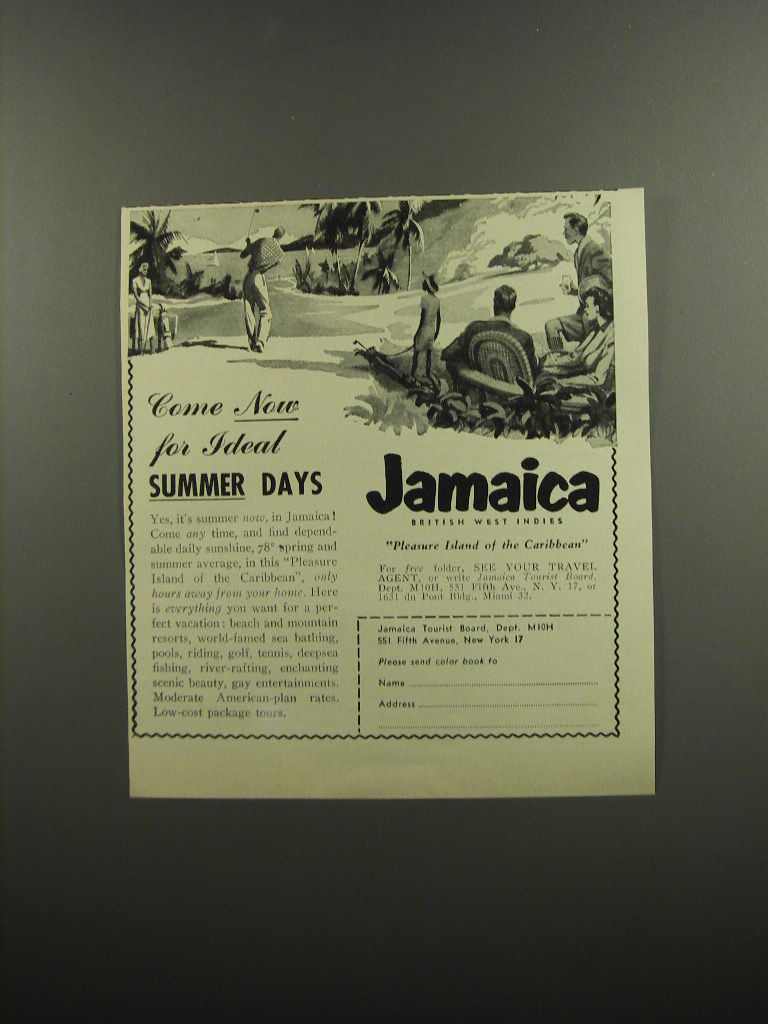 Come Now
for Ideal
SUMMER DAYS
Yes, it's summer now, in Jamaica!
Come any time, and find depend-
able daily sunshine, 78° spring and
summer average, in this "Pleasure
Island of the Caribbean", only
hours away from your home. Here
is everything you want for a per-
fect vacation: beach and mountain
resorts, world-famed sea bathing,
pools, riding, golf, tennis, deepsea
fishing, river-rafting, enchanting
scenic beauty, gay entertainments.
Moderate American-plan rates.
Low-cost package tours.
Jamaica
BRITISH WEST INDIES
"Pleasure Island of the Caribbean"
For free folder, SEE YOUR TRAVEL
AGENT, or write Jamaica Tourist Board,
Dept. M10H, 551 Fifth Ave., N. Y. 17, or
1631 du Pont Bldg., Miami 32.
Jamaica Tourist Board, Dept. M10H
551 Fifth Avenue, New York 17
Please send color book to
Name
Address